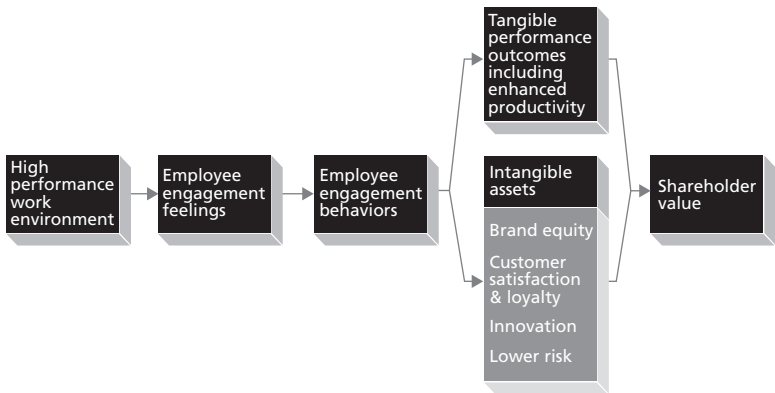 High
performance
work
environment
Employee
engagement
feelings
Employee
engagement
behaviors
Tangible
performance
outcomes
including
enhanced
productivity
Intangible
assets
Brand equity
Customer
satisfaction
& loyalty
Innovation
Lower risk
Shareholder
value